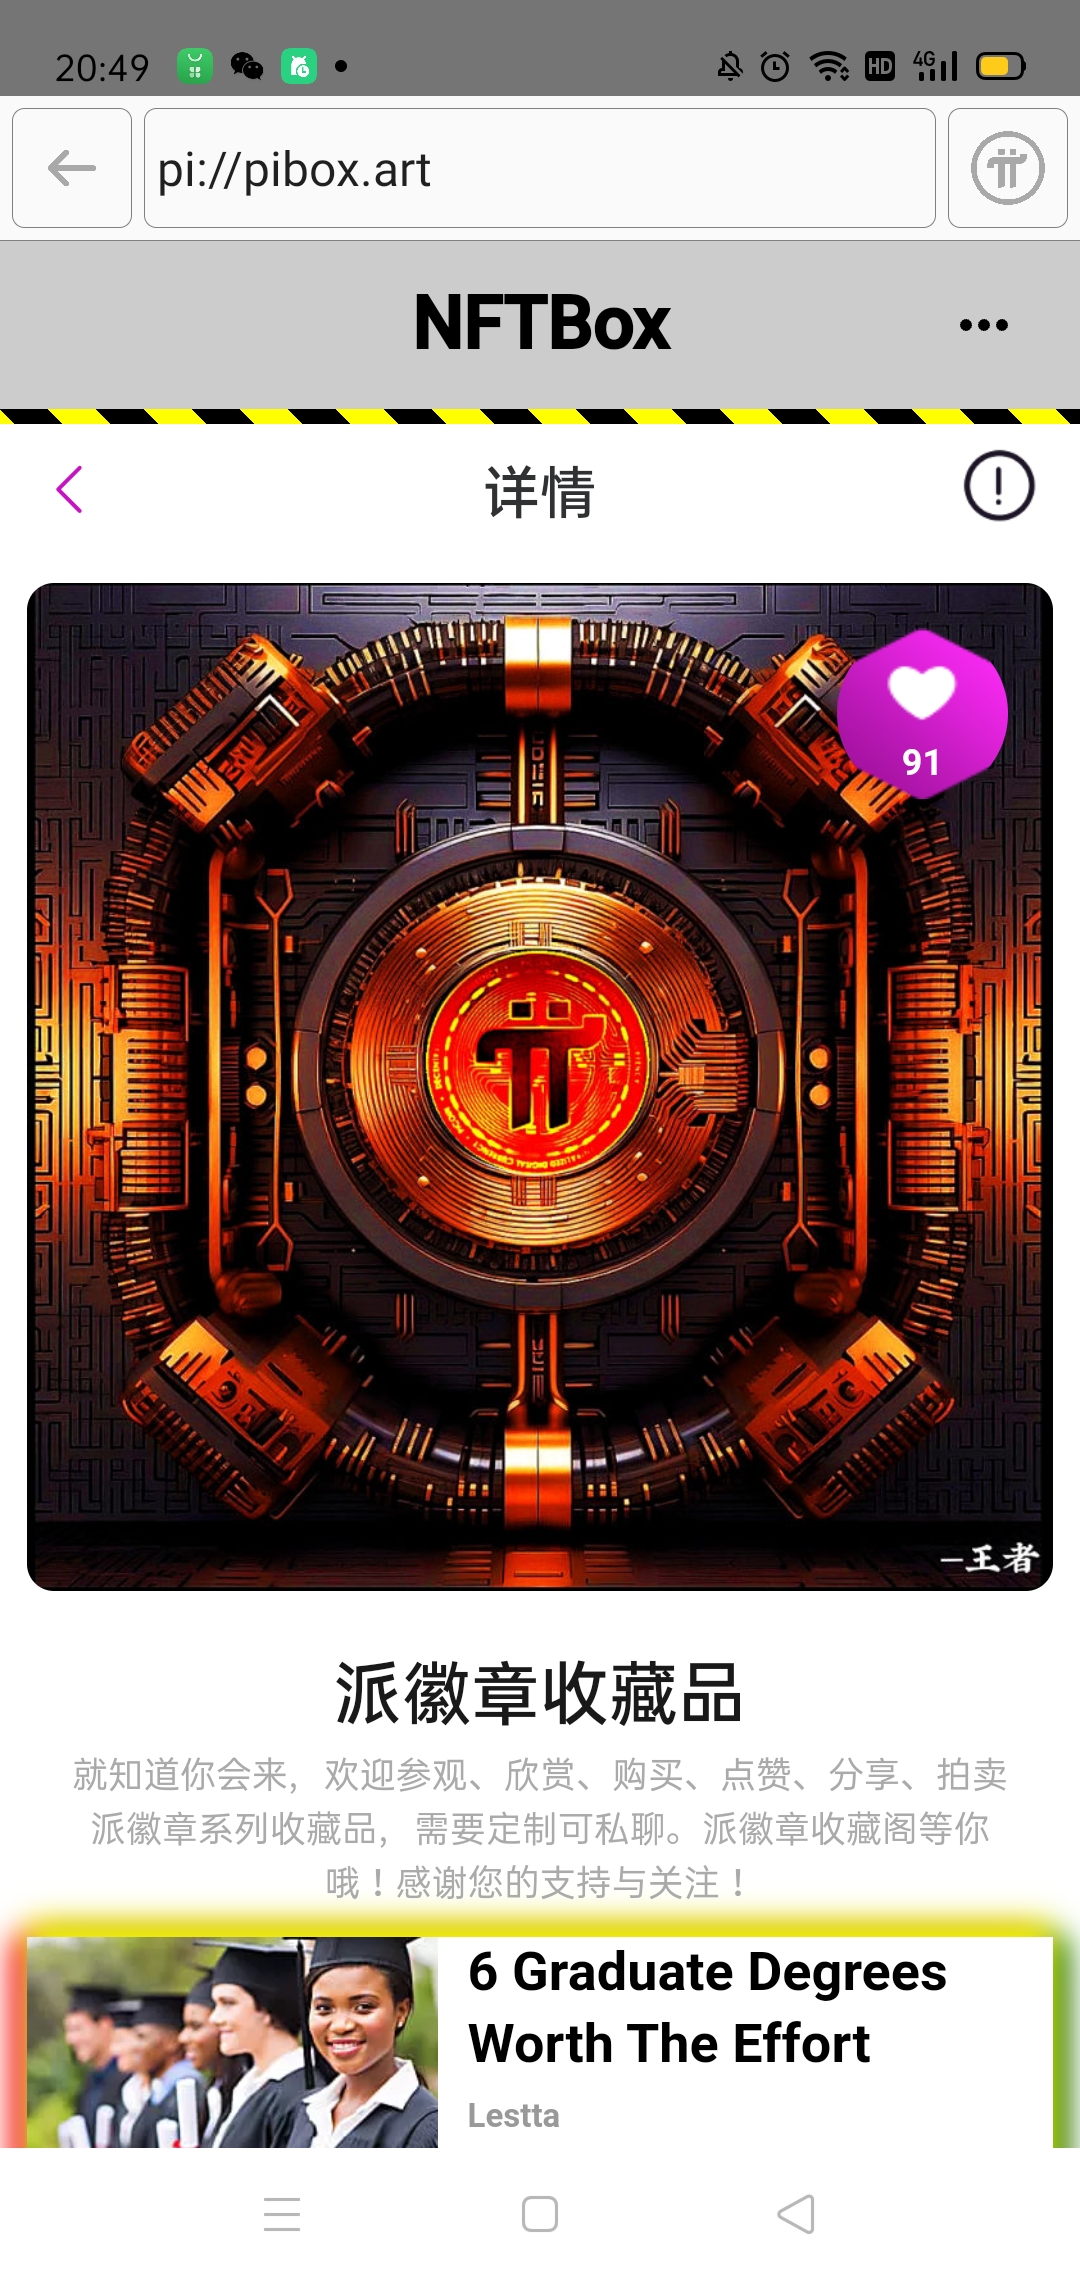 20:49
HD
4G
pi://pibox.art
NFTBox
详情
91
—王者
派徽章收藏品
就知道你会来，欢迎参观、欣赏、购买、点赞、分享、拍卖
派徽章系列收藏品，需要定制可私聊。派徽章收藏阁等你
哦！感谢您的支持与关注！
6 Graduate Degrees
Worth The Effort
Lestta